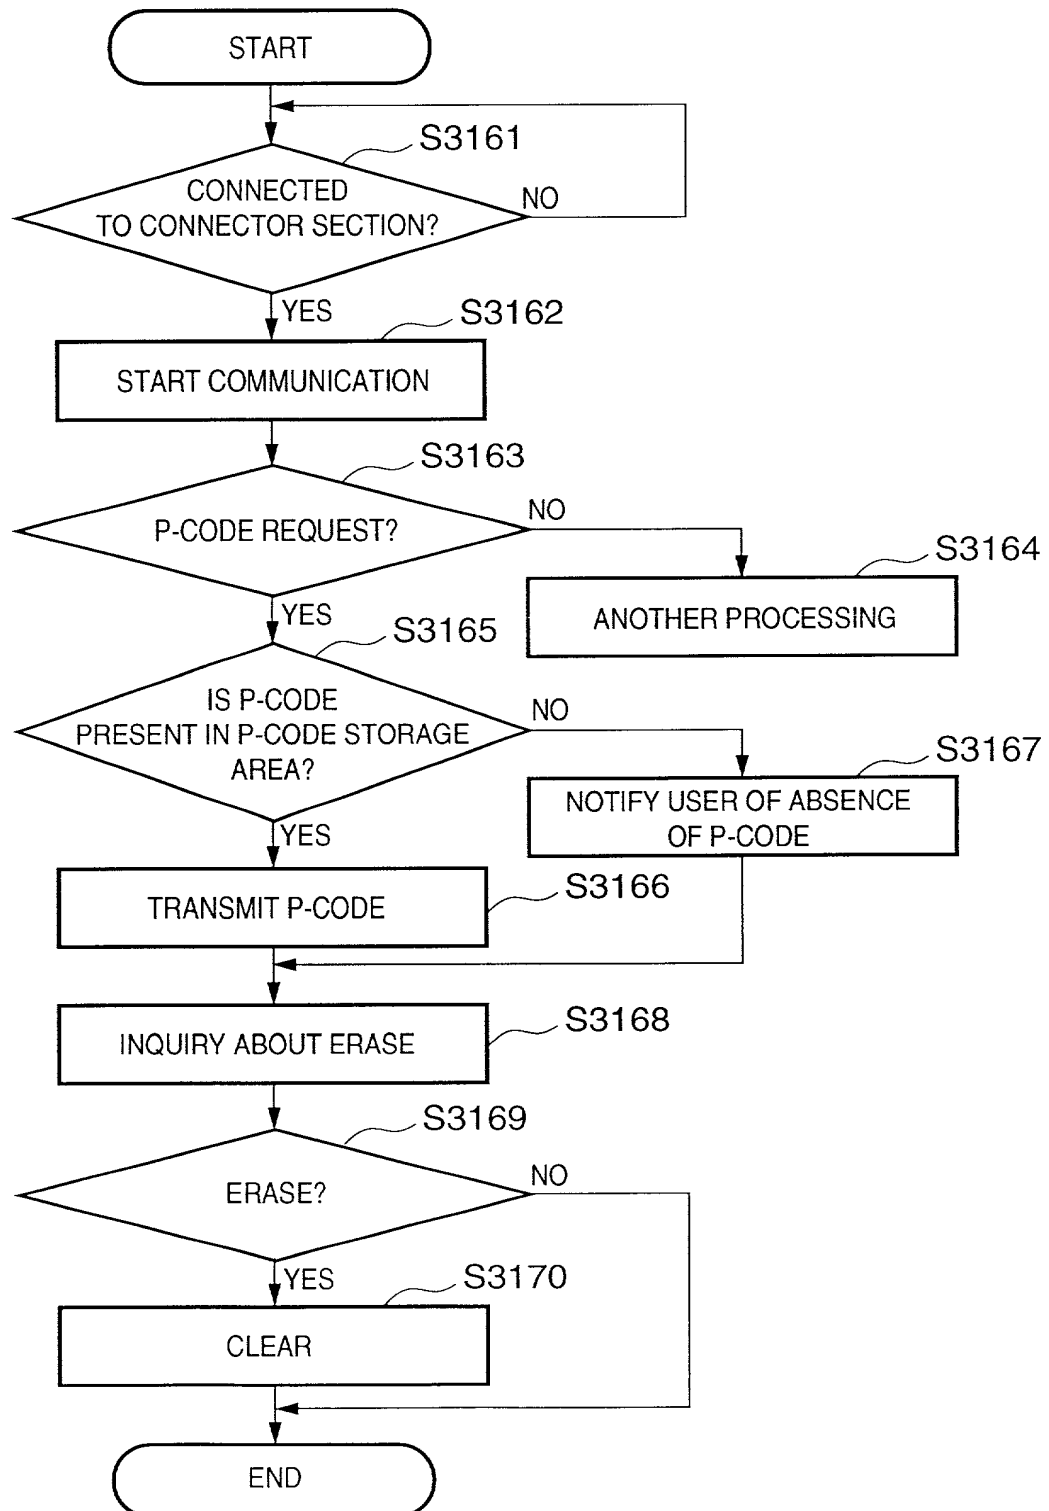 START
S3161
CONNECTED
TO CONNECTOR SECTION?
NO
YES
S3162
START COMMUNICATION
S3163
P-CODE REQUEST?
NO
S3164
ANOTHER PROCESSING
YES
S3165
IS P-CODE
PRESENT IN P-CODE STORAGE
AREA?
NO
S3167
NOTIFY USER OF ABSENCE
OF P-CODE
YES
S3166
TRANSMIT P-CODE
S3168
INQUIRY ABOUT ERASE
S3169
ERASE?
NO
YES
S3170
CLEAR
END